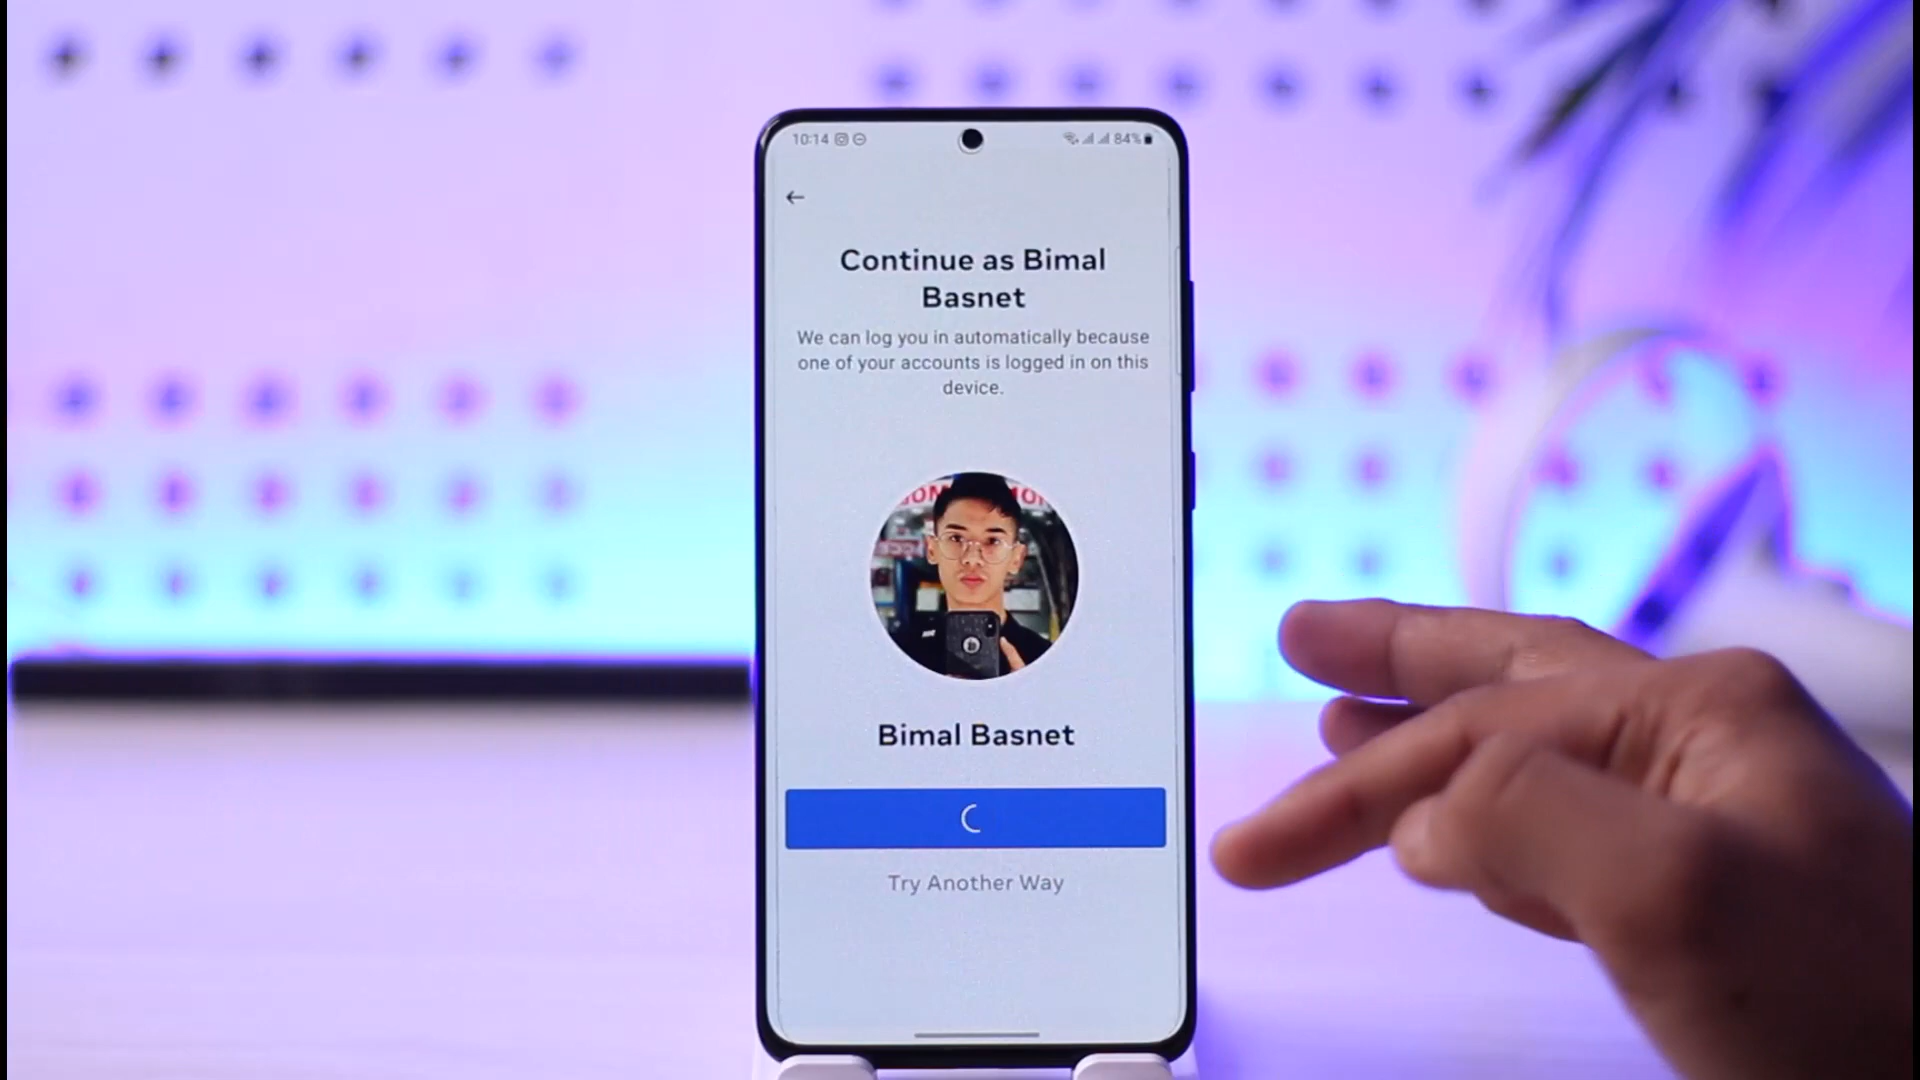 10:14 84%
Continue as Bimal
Basnet
We can log you in automatically because
one of your accounts is logged in on this
device.
Bimal Basnet
Try Another Way